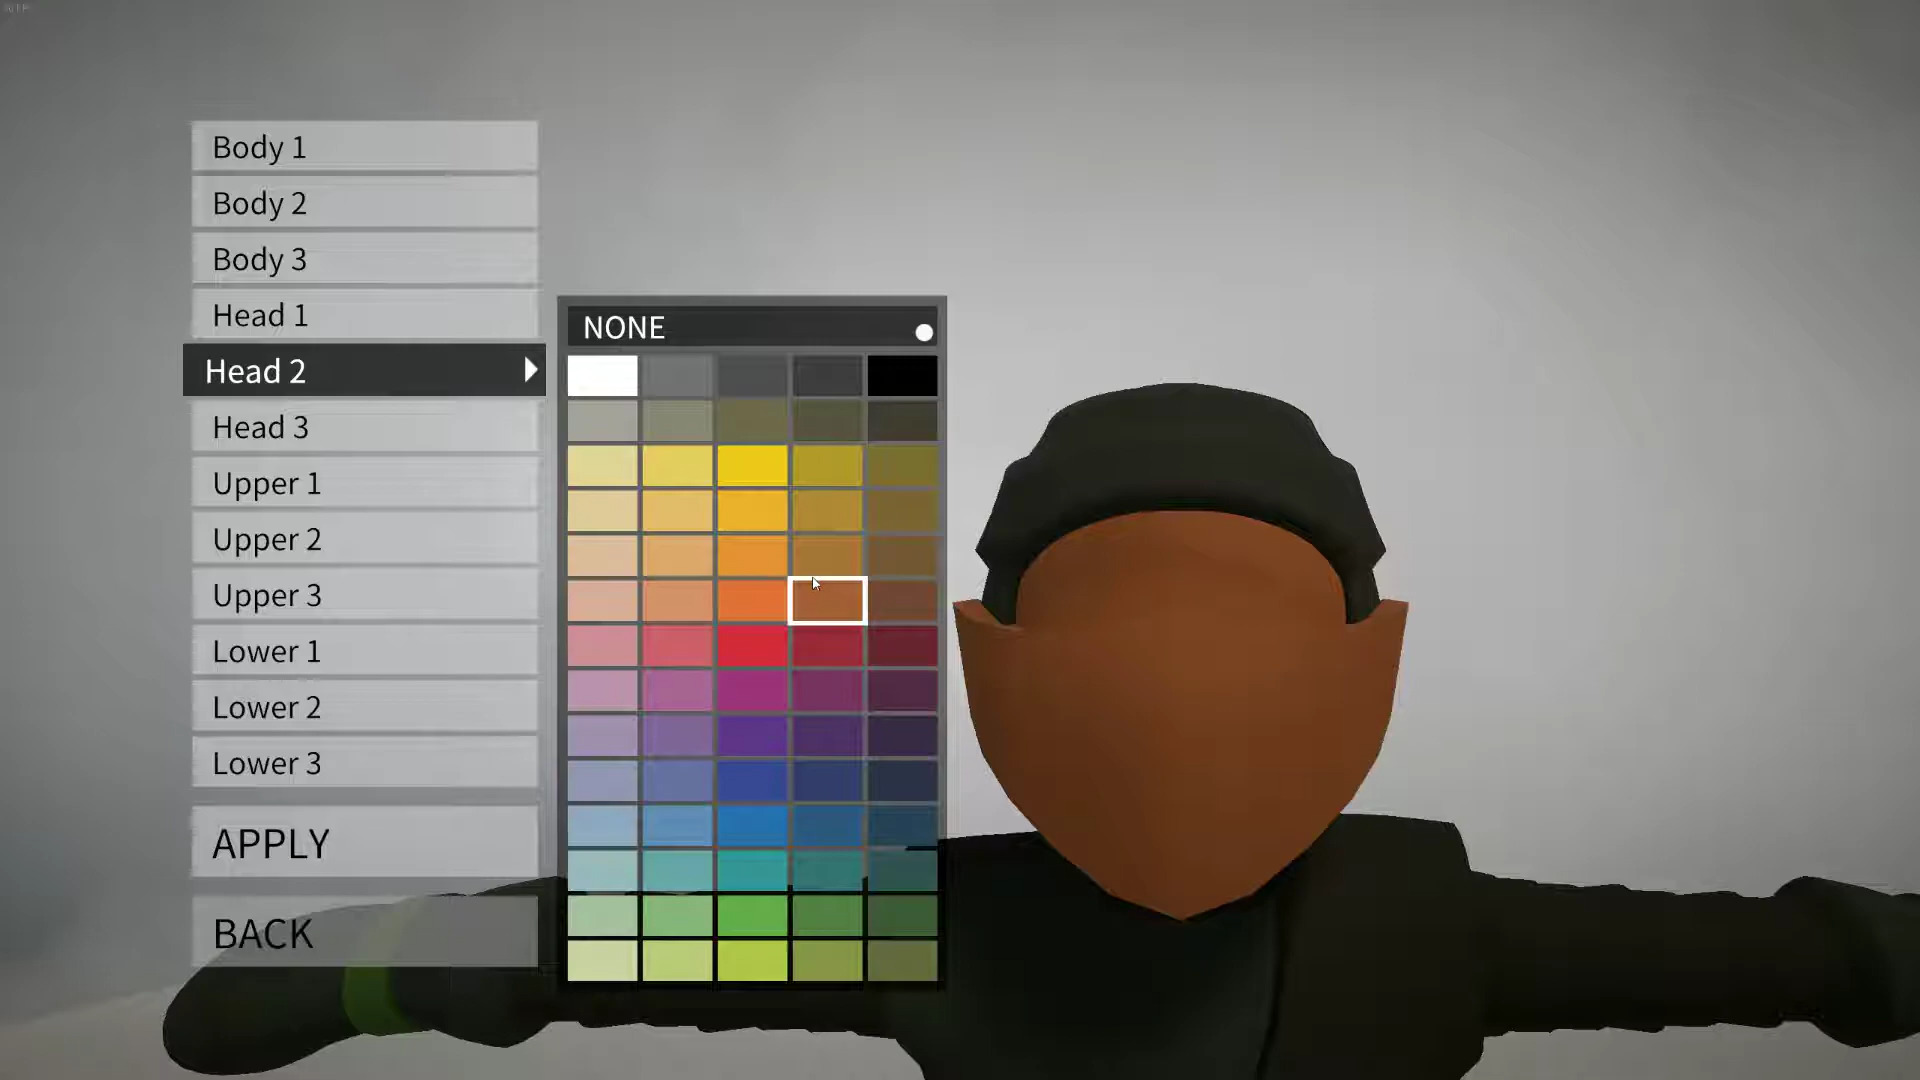 Body 1
Body 2
Body 3
Head 1
Head 2
Head 3
Upper 1
Upper 2
Upper 3
Lower 1
Lower 2
Lower 3
APPLY
BACK
NONE